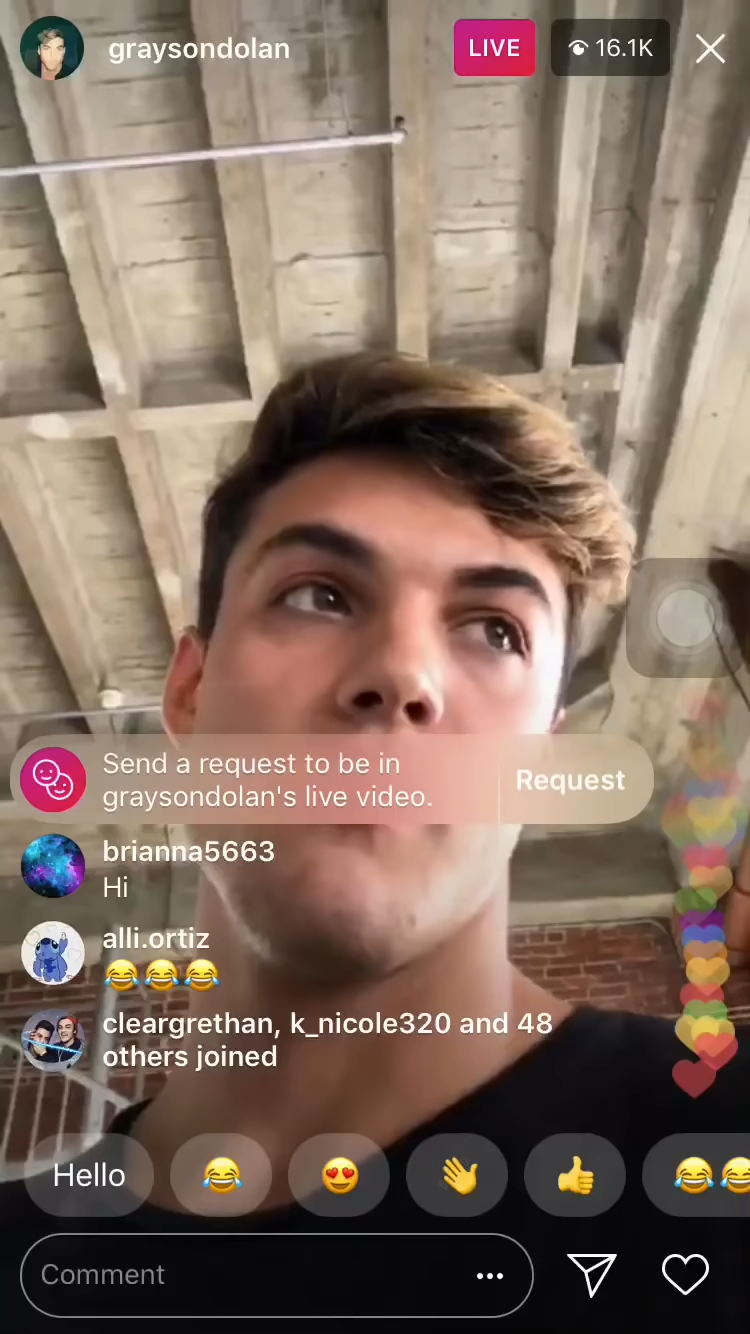 graysondolan
LIVE
16.1K
Send a request to be in
graysondolan's live video.
Request
brianna5663
Hi
alli.ortiz
😂😂😂
cleargrethan, k_nicole320 and 48
others joined
Hello 😂 😍 👋 👍 😂😂
Comment